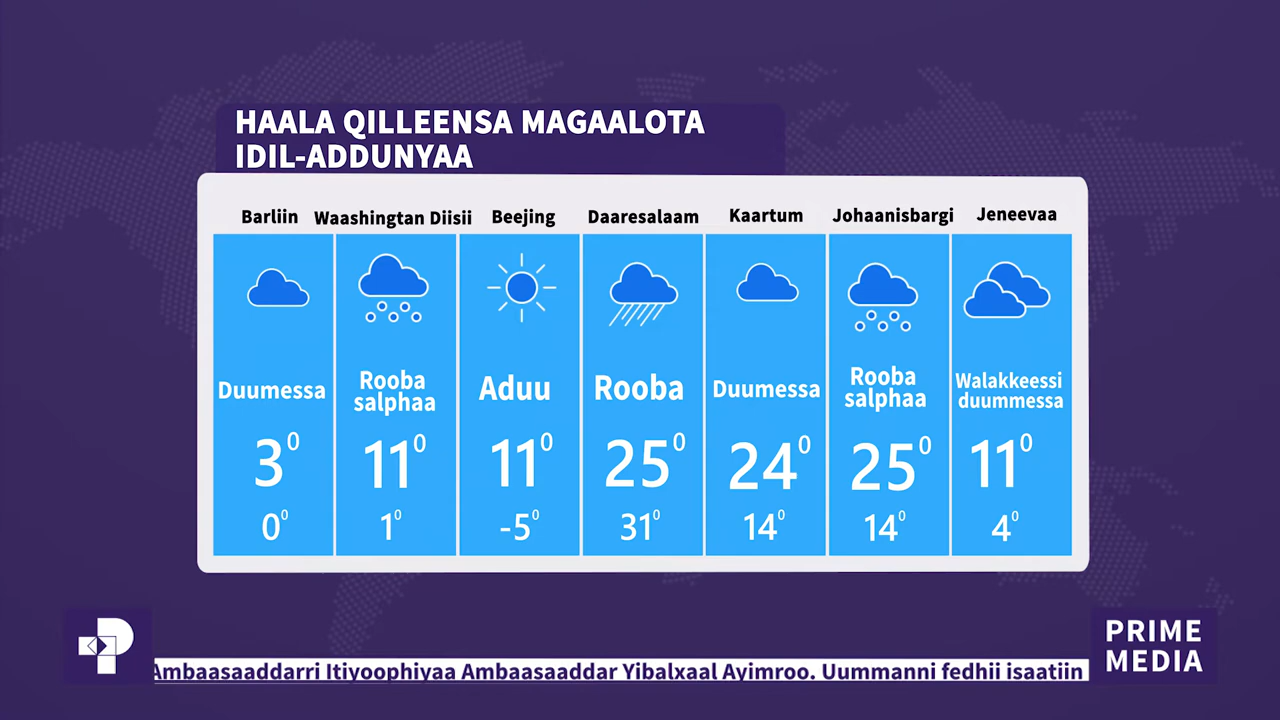 HAALA QILLEENSA MAGAALOTA
IDIL-ADDUNYAA
Barliin
Waashingtan Diisii
Beejing
Daaresalaam
Kaartum
Johaanisbargi
Jeneevaa
Duumessa
Rooba
salphaa
Aduu
Rooba
Duumessa
Rooba
salphaa
Walakkeessi
duummessa
3⁰
11⁰
11⁰
25⁰
24⁰
25⁰
11⁰
0⁰
1⁰
-5⁰
31⁰
14⁰
14⁰
4⁰
PRIME
MEDIA
Ambaasaaddarri Itiyoophiyaa Ambaasaaddar Yibalxaal Ayimroo. Uummanni fedhii isaatiin